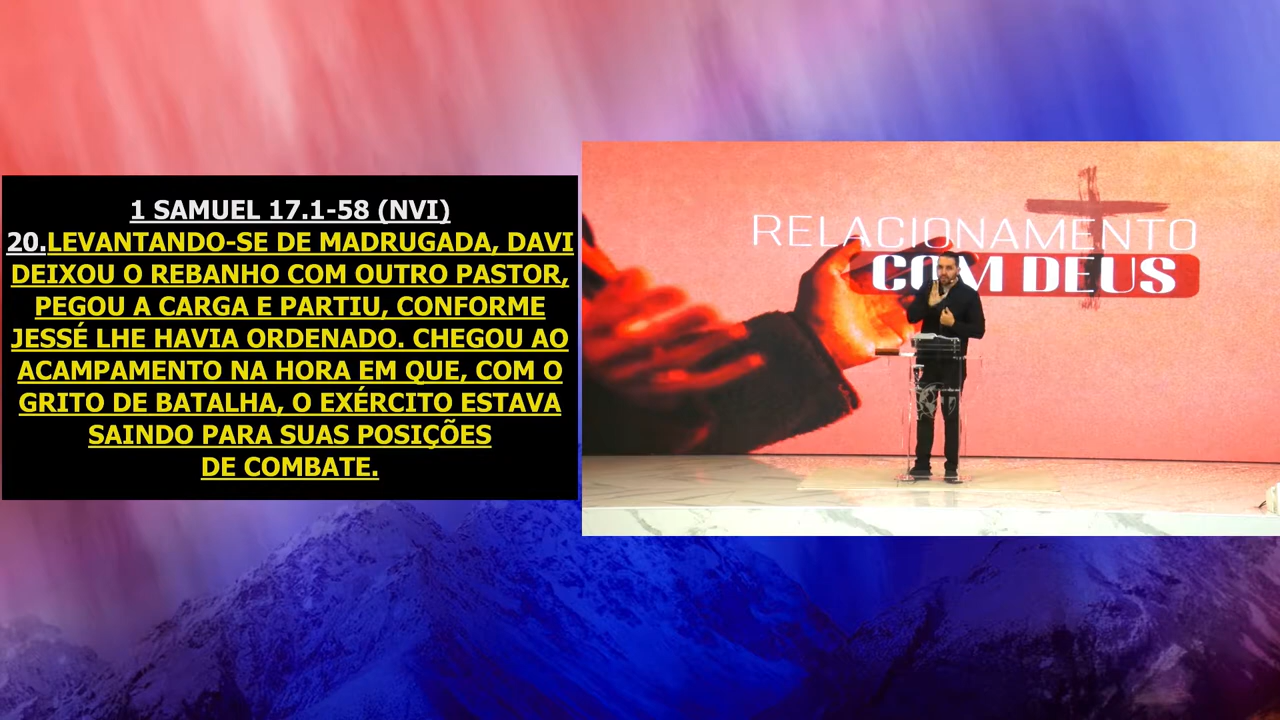 1 SAMUEL 17.1-58 (NVI)
20.LEVANTANDO-SE DE MADRUGADA, DAVI
DEIXOU O REBANHO COM OUTRO PASTOR,
PEGOU A CARGA E PARTIU, CONFORME
JESSÉ LHE HAVIA ORDENADO. CHEGOU AO
ACAMPAMENTO NA HORA EM QUE, COM O
GRITO DE BATALHA, O EXÉRCITO ESTAVA
SAINDO PARA SUAS POSIÇÕES
DE COMBATE.
RELACIONAMENTO
COM DEUS